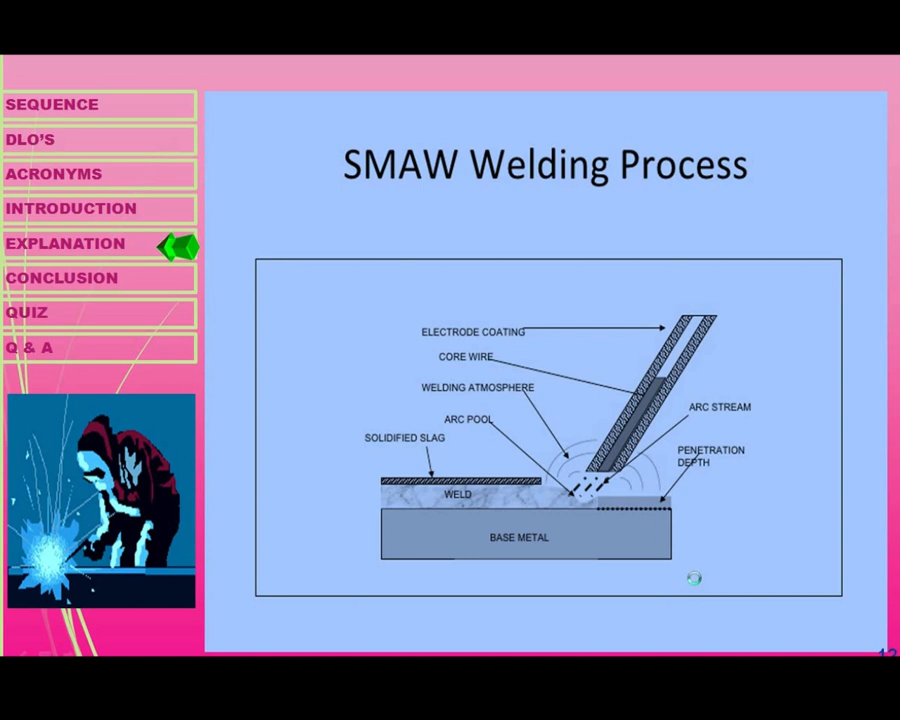 SEQUENCE
DLO'S
ACRONYMS
INTRODUCTION
EXPLANATION
CONCLUSION
QUIZ
Q & A
SMAW Welding Process
ELECTRODE COATING
CORE WIRE
WELDING ATMOSPHERE
ARC POOL
SOLIDIFIED SLAG
ARC STREAM
PENETRATION
DEPTH
WELD
BASE METAL